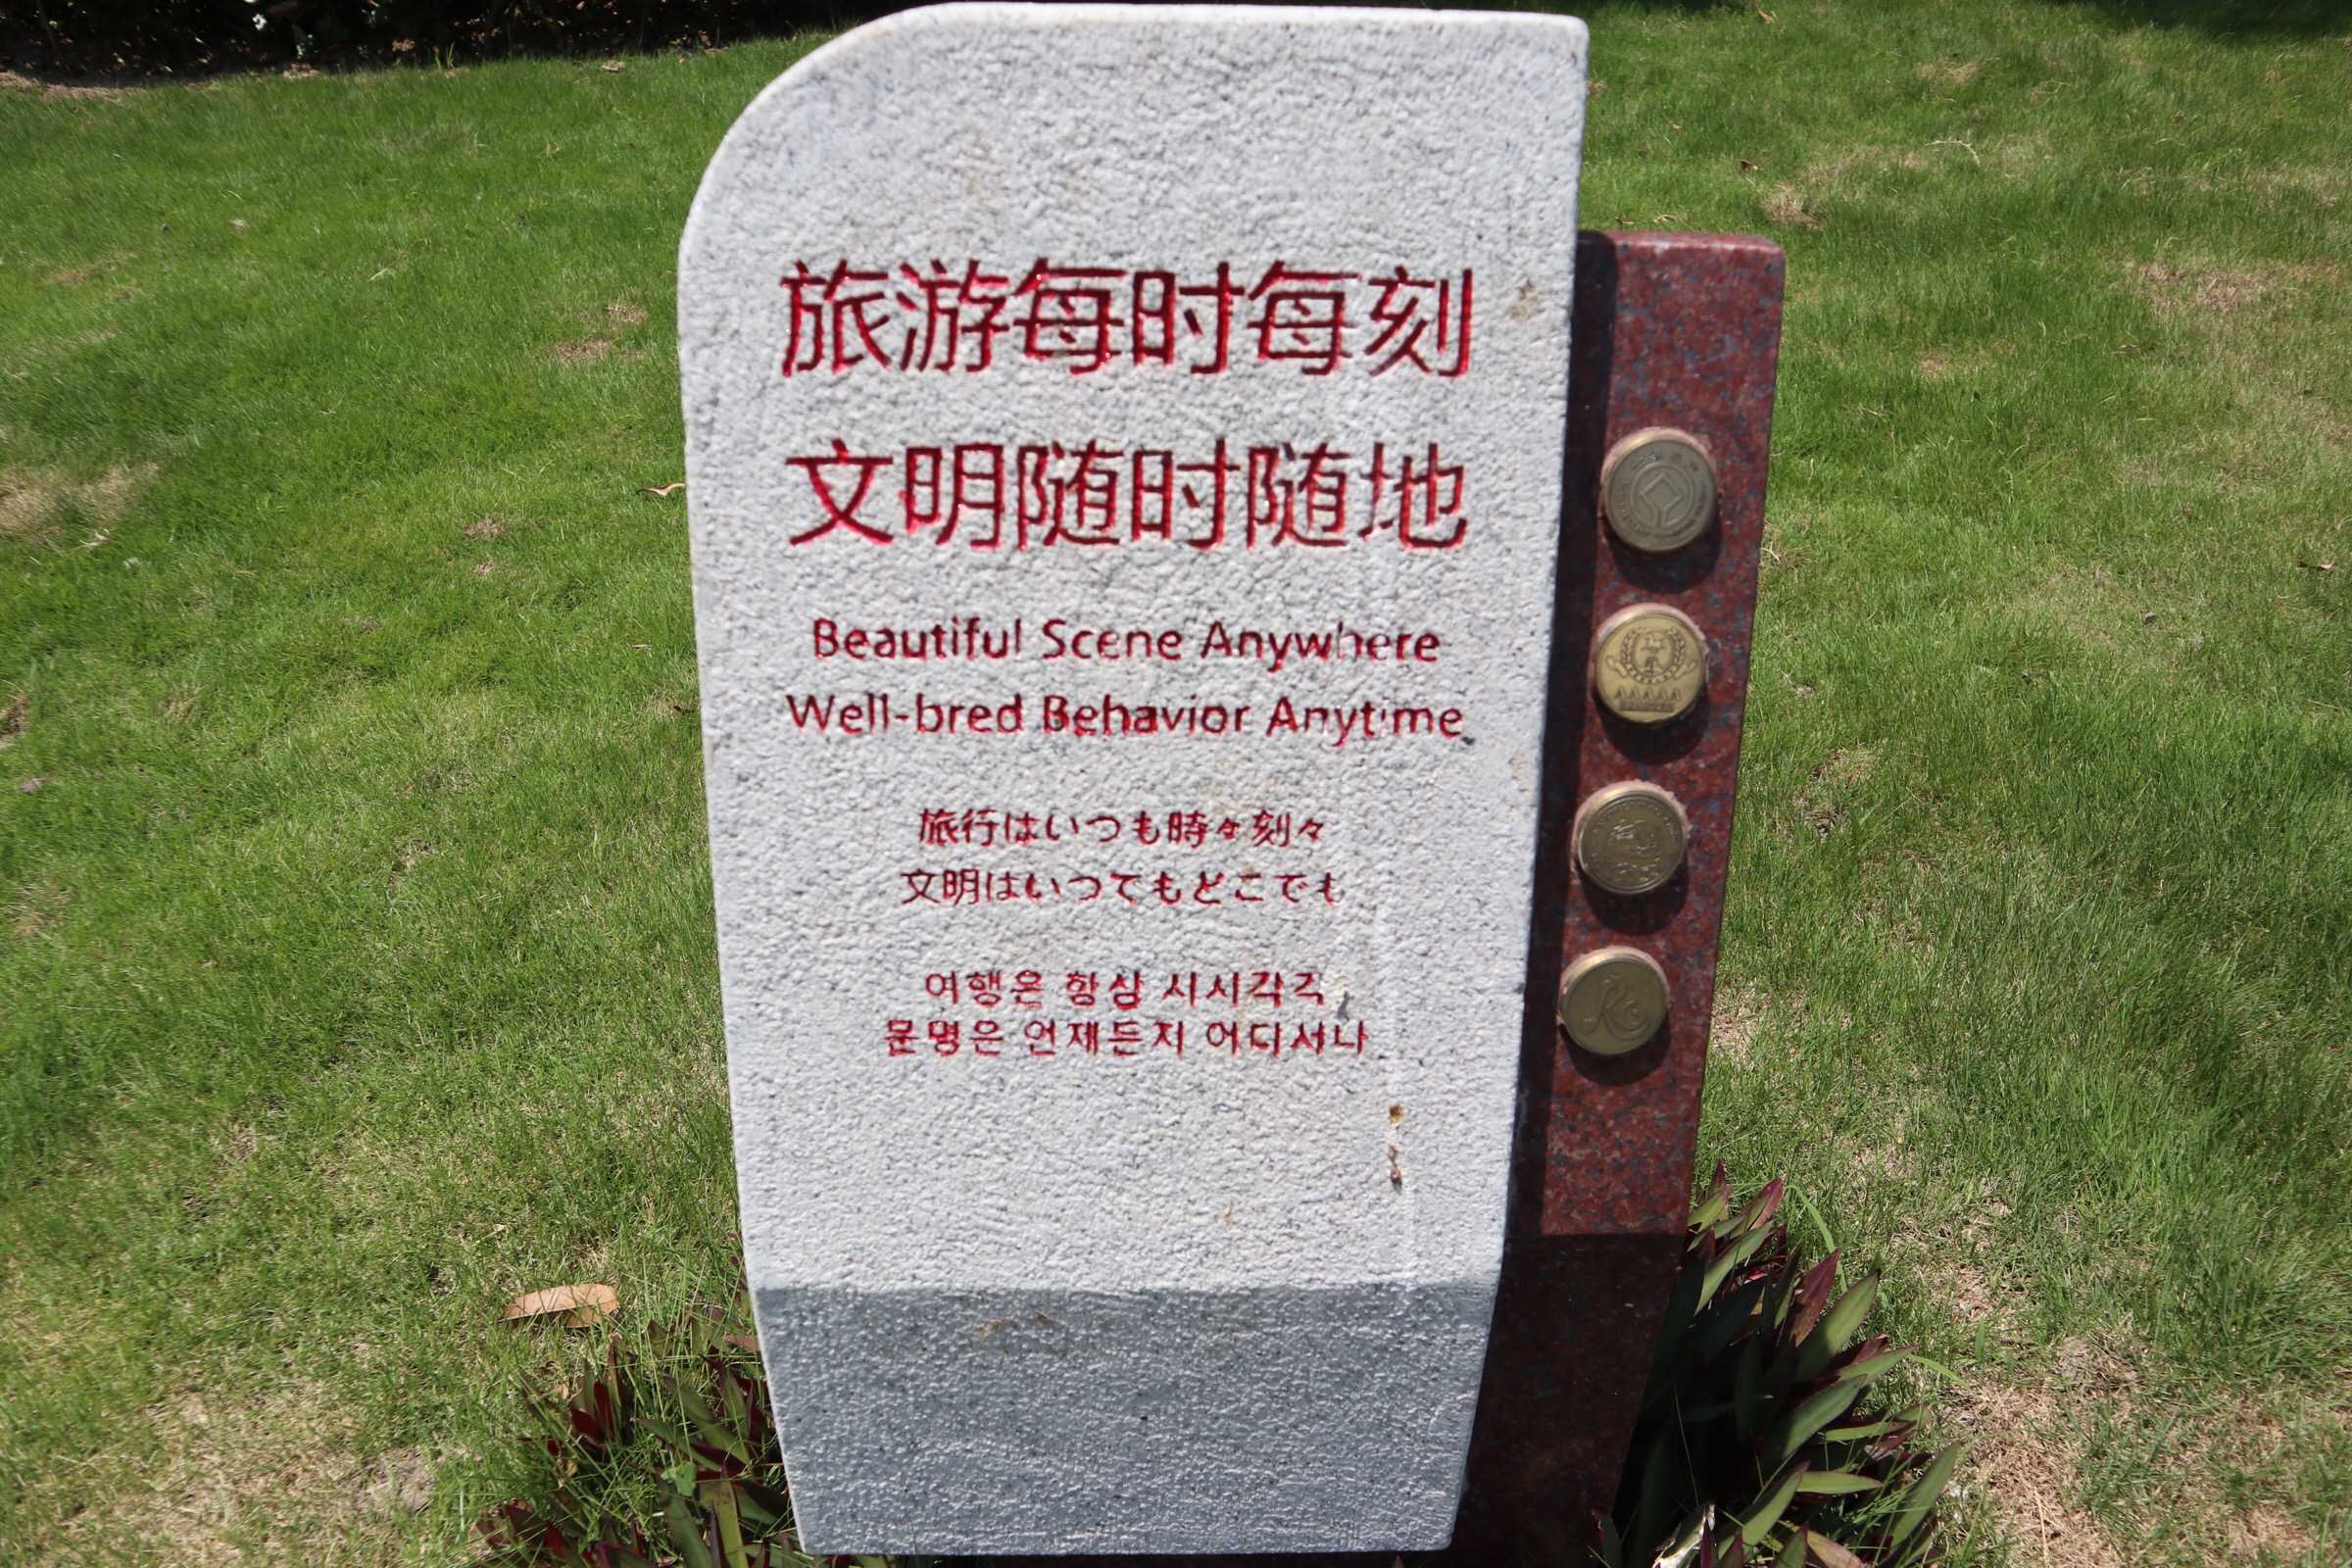 旅游每时每刻
文明随时随地
Beautiful Scene Anywhere
Well-bred Behavior Anytime
旅行はいつも時々刻々
文明はいつてもどこでも
여행은 항상 시시각각
문명은 언재든지 어디서나
AAAAA